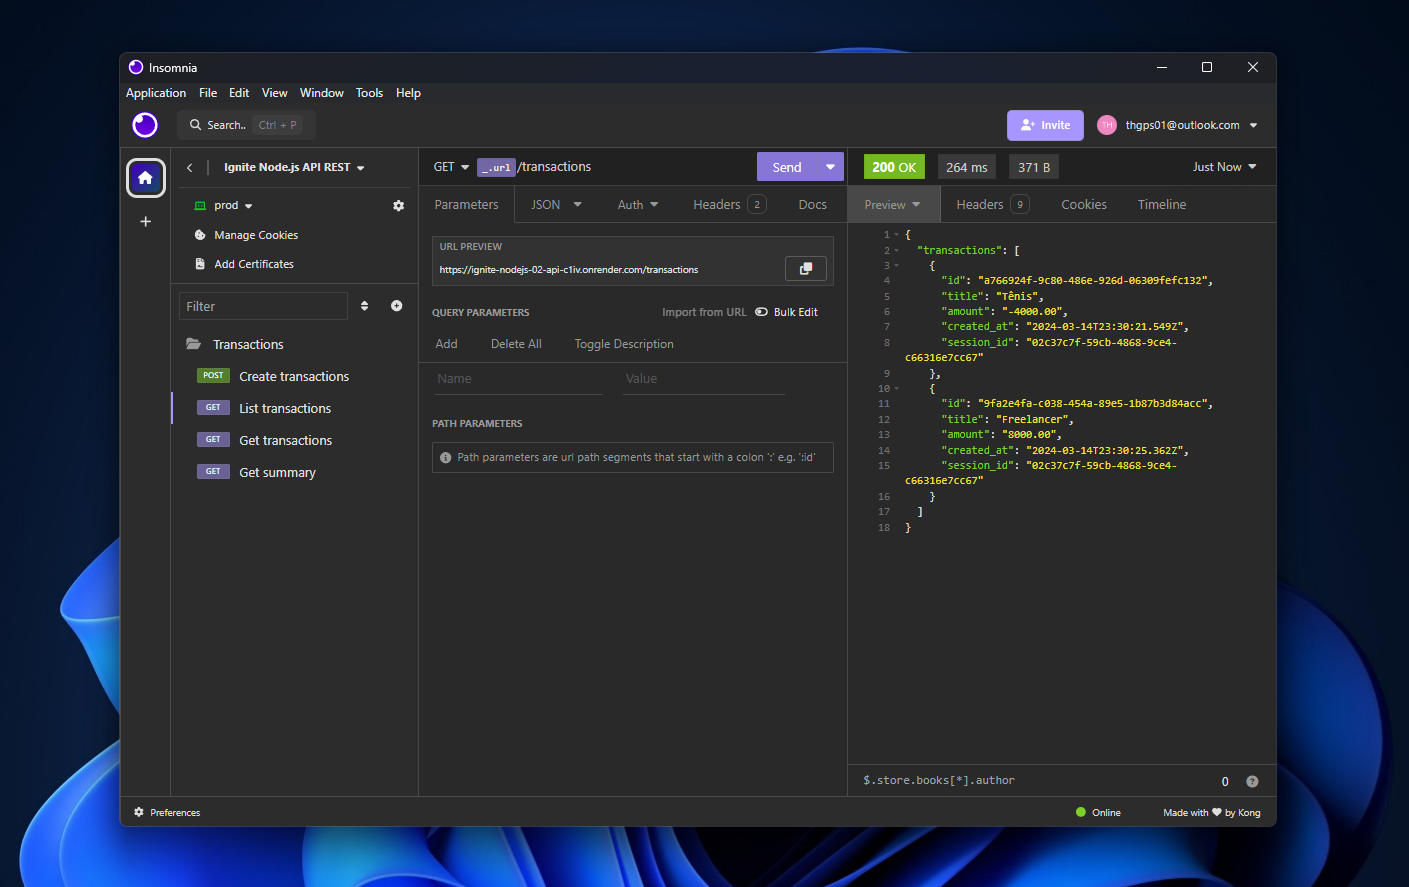 Insomnia
Application File Edit View Window Tools Help
Search.. Ctrl + P
Invite
TH thgps01@outlook.com
Ignite Node.js API REST
prod
Manage Cookies
Add Certificates
Filter
Transactions
POST Create transactions
GET List transactions
GET Get transactions
GET Get summary
GET _.url /transactions Send
Parameters JSON Auth Headers 2 Docs
URL PREVIEW
https://ignite-nodejs-02-api-c1iv.onrender.com/transactions
QUERY PARAMETERS Import from URL Bulk Edit
Add Delete All Toggle Description
Name Value
PATH PARAMETERS
Path parameters are url path segments that start with a colon ':' e.g. ':id'
200 OK 264 ms 371 B Just Now
Preview Headers 9 Cookies Timeline
1 {
2 "transactions": [
3 {
4 "id": "a766924f-9c80-486e-926d-06309fefc132",
5 "title": "Tênis",
6 "amount": "-4000.00",
7 "created_at": "2024-03-14T23:30:21.549Z",
8 "session_id": "02c37c7f-59cb-4868-9ce4-
c66316e7cc67"
9 },
10 {
11 "id": "9fa2e4fa-c038-454a-89e5-1b87b3d84acc",
12 "title": "Freelancer",
13 "amount": "8000.00",
14 "created_at": "2024-03-14T23:30:25.362Z",
15 "session_id": "02c37c7f-59cb-4868-9ce4-
c66316e7cc67"
16 }
17 ]
18 }
$.store.books[*].author 0
Preferences
Online Made with ♥ by Kong